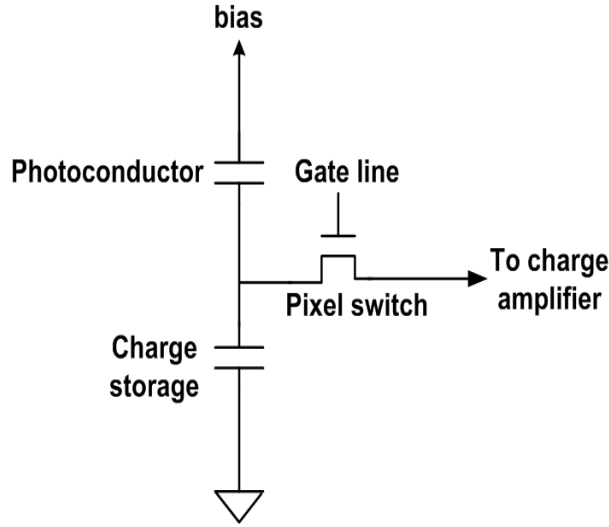 bias
Photoconductor
Gate line
To charge
amplifier
Pixel switch
Charge
storage